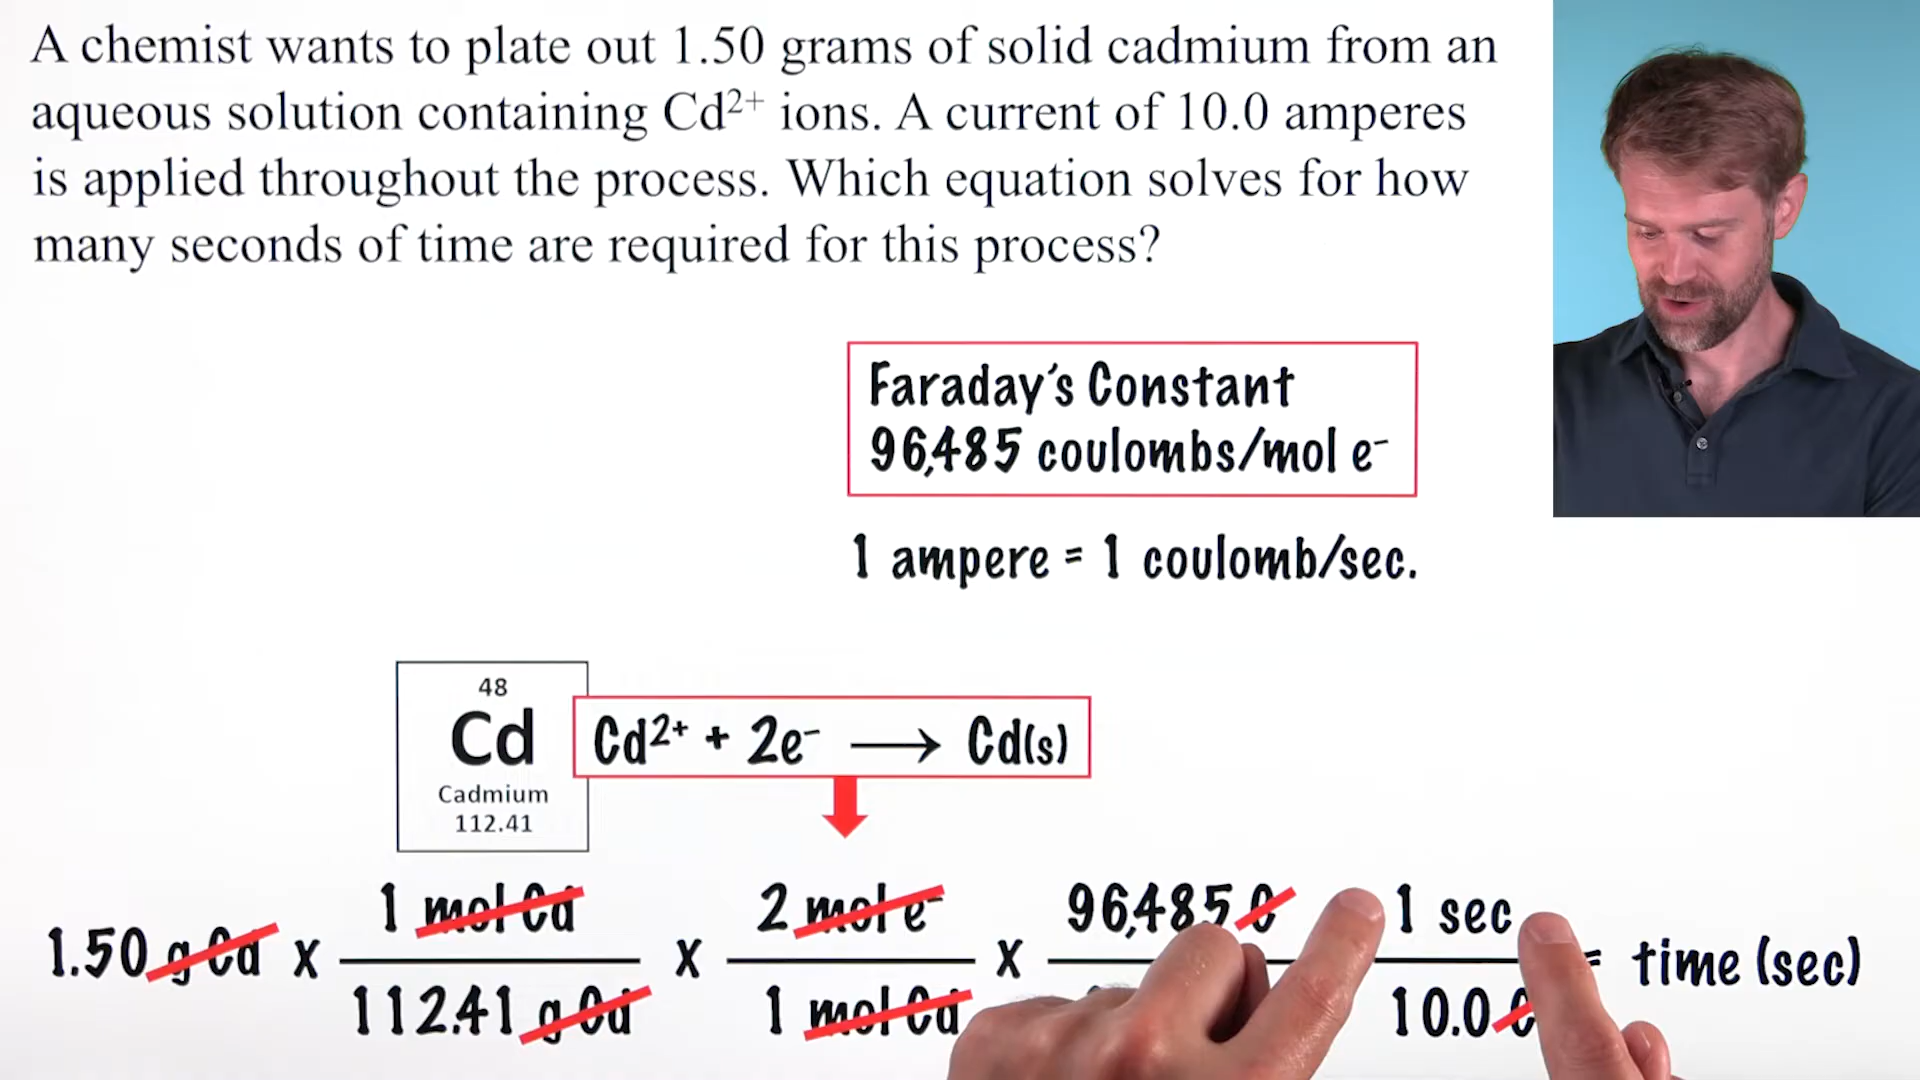 A chemist wants to plate out 1.50 grams of solid cadmium from an
aqueous solution containing Cd²⁺ ions. A current of 10.0 amperes
is applied throughout the process. Which equation solves for how
many seconds of time are required for this process?
Faraday's Constant
96,485 coulombs/mol e⁻
1 ampere = 1 coulomb/sec.
48
Cd
Cadmium
112.41
Cd²⁺ + 2e⁻ ⟶ Cd(s)
1 mol Cd 2 mol e⁻ 96,485 C 1 sec
1.50 g Cd x x x = time (sec)
112.41 g Cd 1 mol Cd 10.0 C